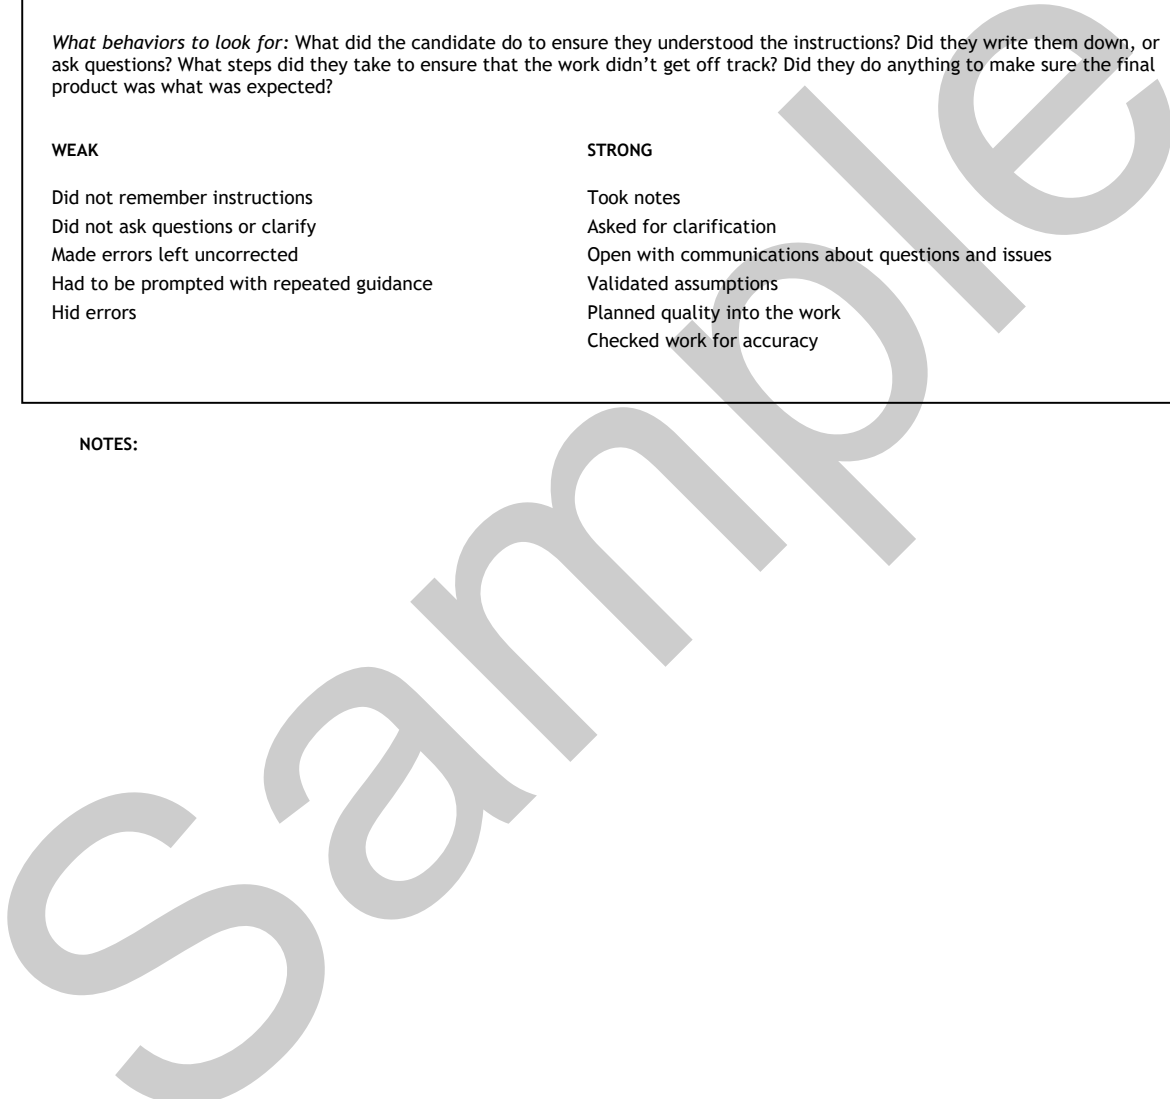 What behaviors to look for: What did the candidate do to ensure they understood the instructions? Did they write them down, or
ask questions? What steps did they take to ensure that the work didn’t get off track? Did they do anything to make sure the final
product was what was expected?
WEAK
Did not remember instructions
Did not ask questions or clarify
Made errors left uncorrected
Had to be prompted with repeated guidance
Hid errors
STRONG
Took notes
Asked for clarification
Open with communications about questions and issues
Validated assumptions
Planned quality into the work
Checked work for accuracy
NOTES:
Sample